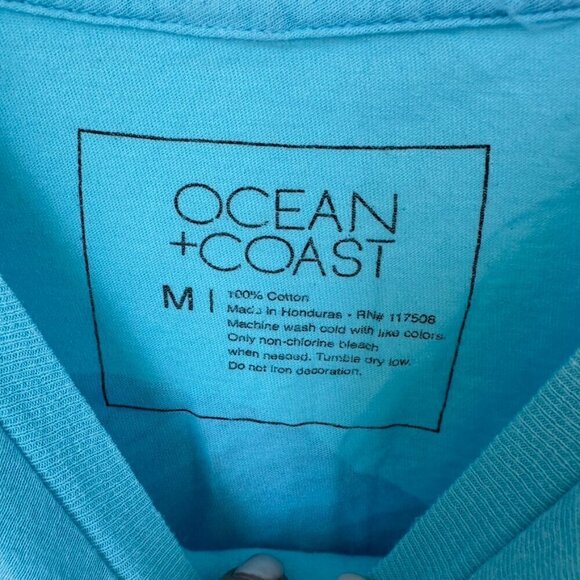 OCEAN
+COAST
M | 100% Cotton
Made in Honduras • RN# 117508
Machine wash cold with like colors.
Only non-chlorine bleach
when needed. Tumble dry low.
Do not iron decoration.